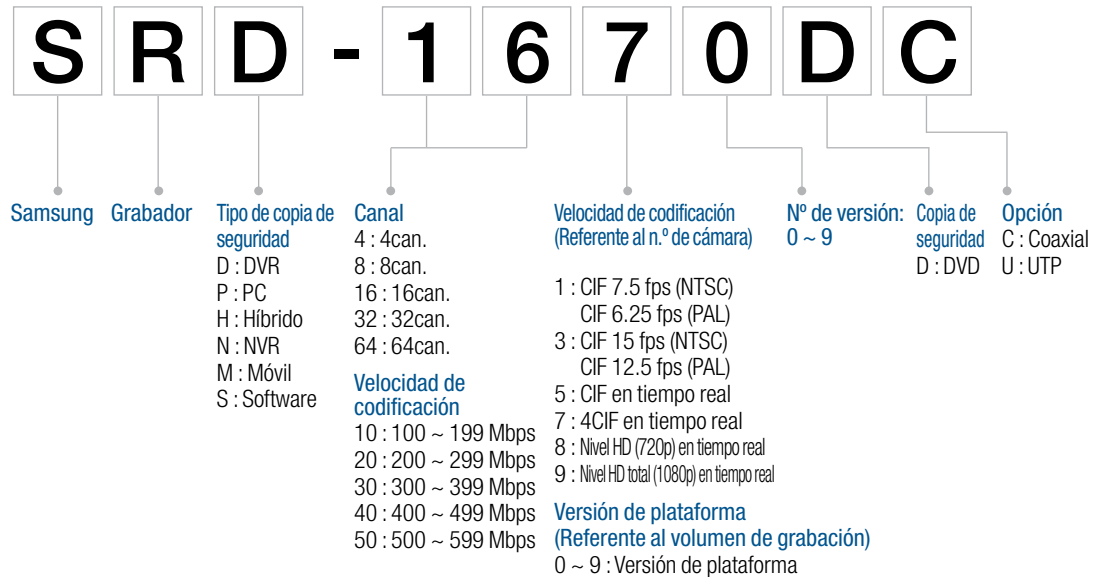 SRD-1670DC
Samsung
Grabador
Tipo de copia de
seguridad
D : DVR
P : PC
H : Híbrido
N : NVR
M : Móvil
S : Software
Canal
4 : 4can.
8 : 8can.
16 : 16can.
32 : 32can.
64 : 64can.
Velocidad de
codificación
10 : 100 ~ 199 Mbps
20 : 200 ~ 299 Mbps
30 : 300 ~ 399 Mbps
40 : 400 ~ 499 Mbps
50 : 500 ~ 599 Mbps
Velocidad de codificación
(Referente al n.º de cámara)
1 : CIF 7.5 fps (NTSC)
CIF 6.25 fps (PAL)
3 : CIF 15 fps (NTSC)
CIF 12.5 fps (PAL)
5 : CIF en tiempo real
7 : 4CIF en tiempo real
8 : Nivel HD (720p) en tiempo real
9 : Nivel HD total (1080p) en tiempo real
Versión de plataforma
(Referente al volumen de grabación)
0 ~ 9 : Versión de plataforma
Nº de versión:
0 ~ 9
Copia de
seguridad
D : DVD
Opción
C : Coaxial
U : UTP